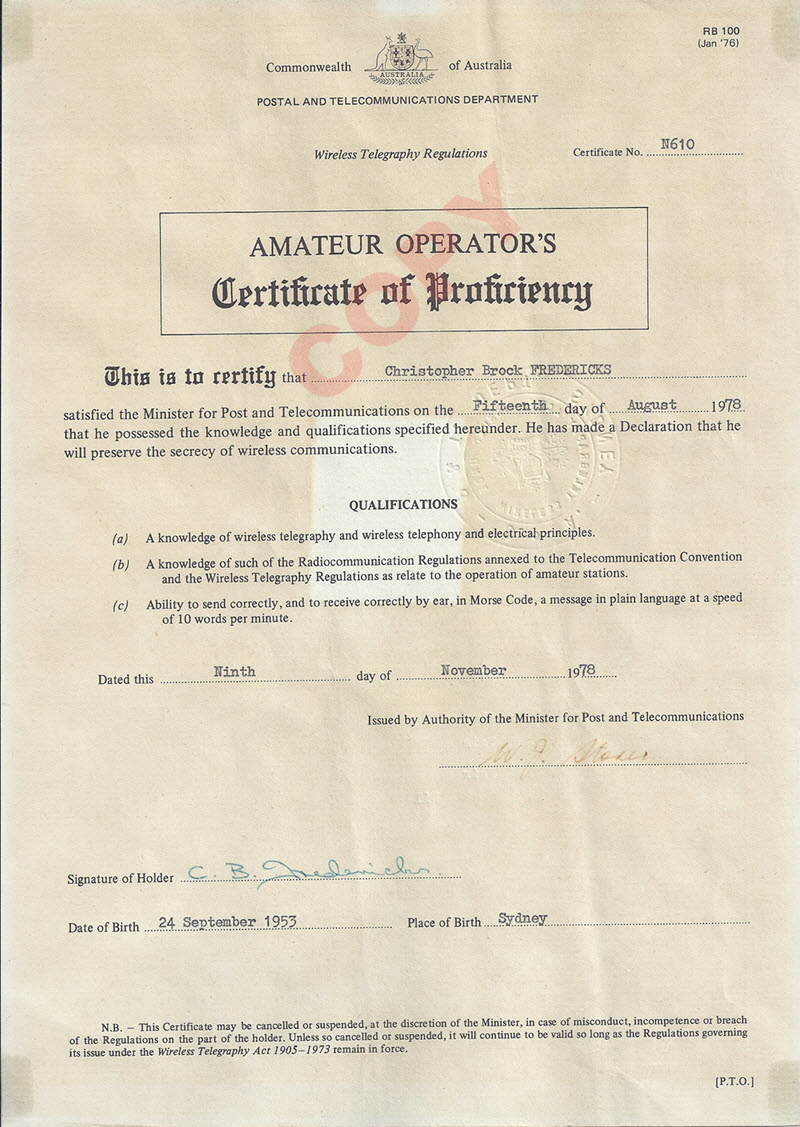 RB 100
(Jan '76)
Commonwealth of Australia
AUSTRALIA
POSTAL AND TELECOMMUNICATIONS DEPARTMENT
Wireless Telegraphy Regulations
Certificate No. N610
COPY
AMATEUR OPERATOR'S
Certificate of Proficiency
This is to certify that Christopher Brock FREDERICKS
satisfied the Minister for Post and Telecommunications on the Fifteenth day of August 1978
that he possessed the knowledge and qualifications specified hereunder. He has made a Declaration that he
will preserve the secrecy of wireless communications.
QUALIFICATIONS
(a) A knowledge of wireless telegraphy and wireless telephony and electrical principles.
(b) A knowledge of such of the Radiocommunication Regulations annexed to the Telecommunication Convention
and the Wireless Telegraphy Regulations as relate to the operation of amateur stations.
(c) Ability to send correctly, and to receive correctly by ear, in Morse Code, a message in plain language at a speed
of 10 words per minute.
Dated this Ninth day of November 1978
Issued by Authority of the Minister for Post and Telecommunications
W. J.
Signature of Holder C. B. Fredericks
Date of Birth 24 September 1953 Place of Birth Sydney
N.B. – This Certificate may be cancelled or suspended, at the discretion of the Minister, in case of misconduct, incompetence or breach
of the Regulations on the part of the holder. Unless so cancelled or suspended, it will continue to be valid so long as the Regulations governing
its issue under the Wireless Telegraphy Act 1905–1973 remain in force.
[P.T.O.]